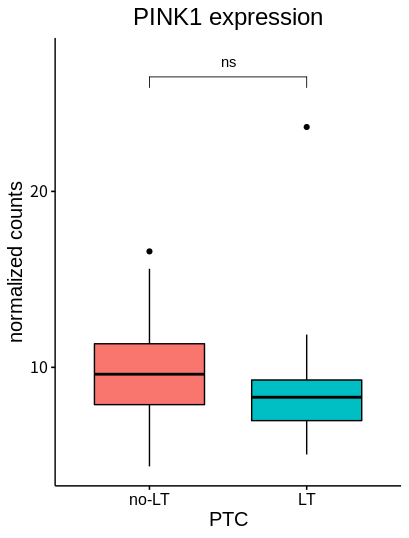 PINK1 expression
ns
normalized counts
20
10
no-LT
LT
PTC